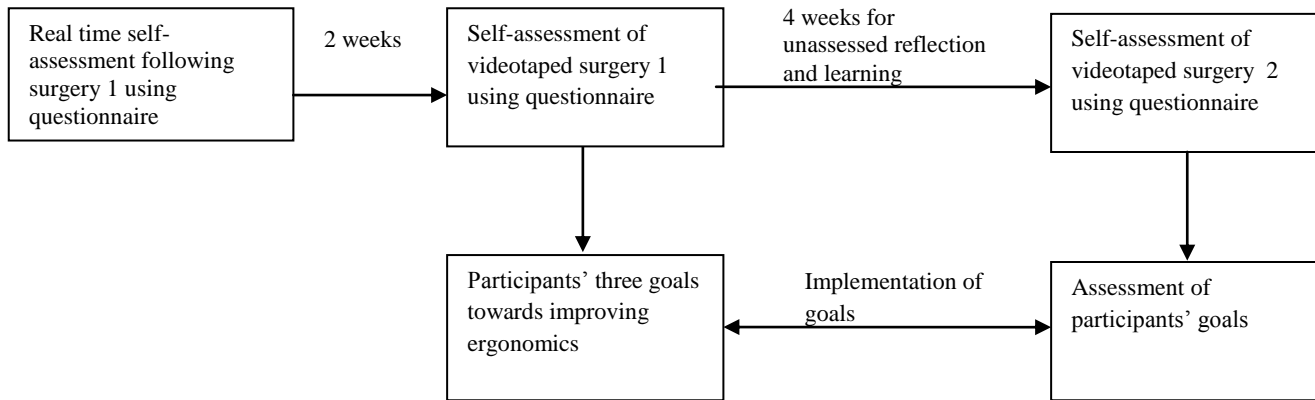 Real time self-
assessment following
surgery 1 using
questionnaire
2 weeks
Self-assessment of
videotaped surgery 1
using questionnaire
4 weeks for
unassessed reflection
and learning
Self-assessment of
videotaped surgery 2
using questionnaire
Participants’ three goals
towards improving
ergonomics
Implementation of
goals
Assessment of
participants’ goals